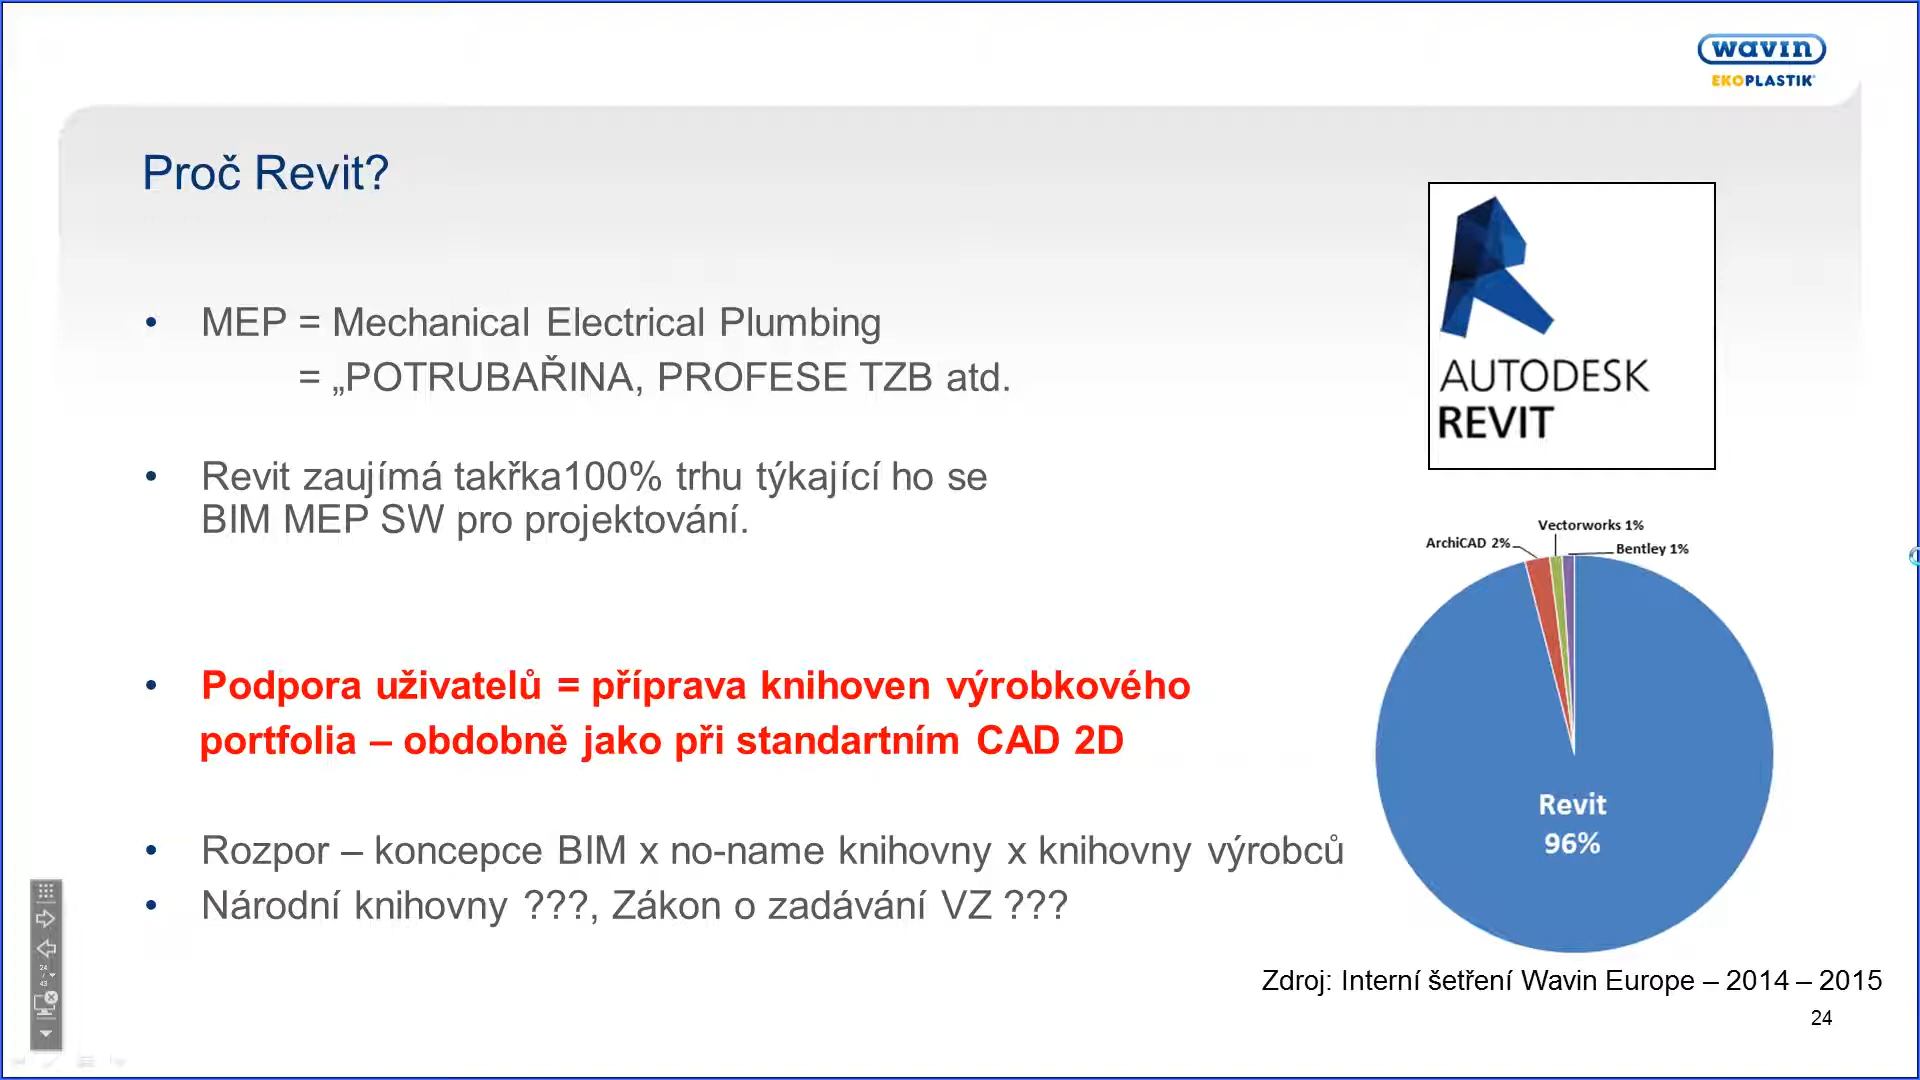 wavin
EKOPLASTIK
Proč Revit?
• MEP = Mechanical Electrical Plumbing
= „POTRUBAŘINA, PROFESE TZB atd.
• Revit zaujímá takřka100% trhu týkající ho se
BIM MEP SW pro projektování.
• Podpora uživatelů = příprava knihoven výrobkového
portfolia – obdobně jako při standartním CAD 2D
• Rozpor – koncepce BIM x no-name knihovny x knihovny výrobců
• Národní knihovny ???, Zákon o zadávání VZ ???
AUTODESK
REVIT
Vectorworks 1%
ArchiCAD 2%
Bentley 1%
Revit
96%
Zdroj: Interní šetření Wavin Europe – 2014 – 2015
24
24
/
43